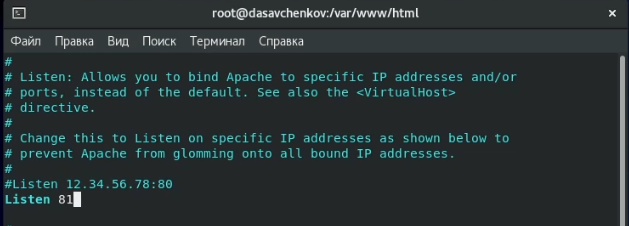 root@dasavchenkov:/var/www/html
Файл Правка Вид Поиск Терминал Справка
#
# Listen: Allows you to bind Apache to specific IP addresses and/or
# ports, instead of the default. See also the <VirtualHost>
# directive.
#
# Change this to Listen on specific IP addresses as shown below to
# prevent Apache from glomming onto all bound IP addresses.
#
#Listen 12.34.56.78:80
Listen 81